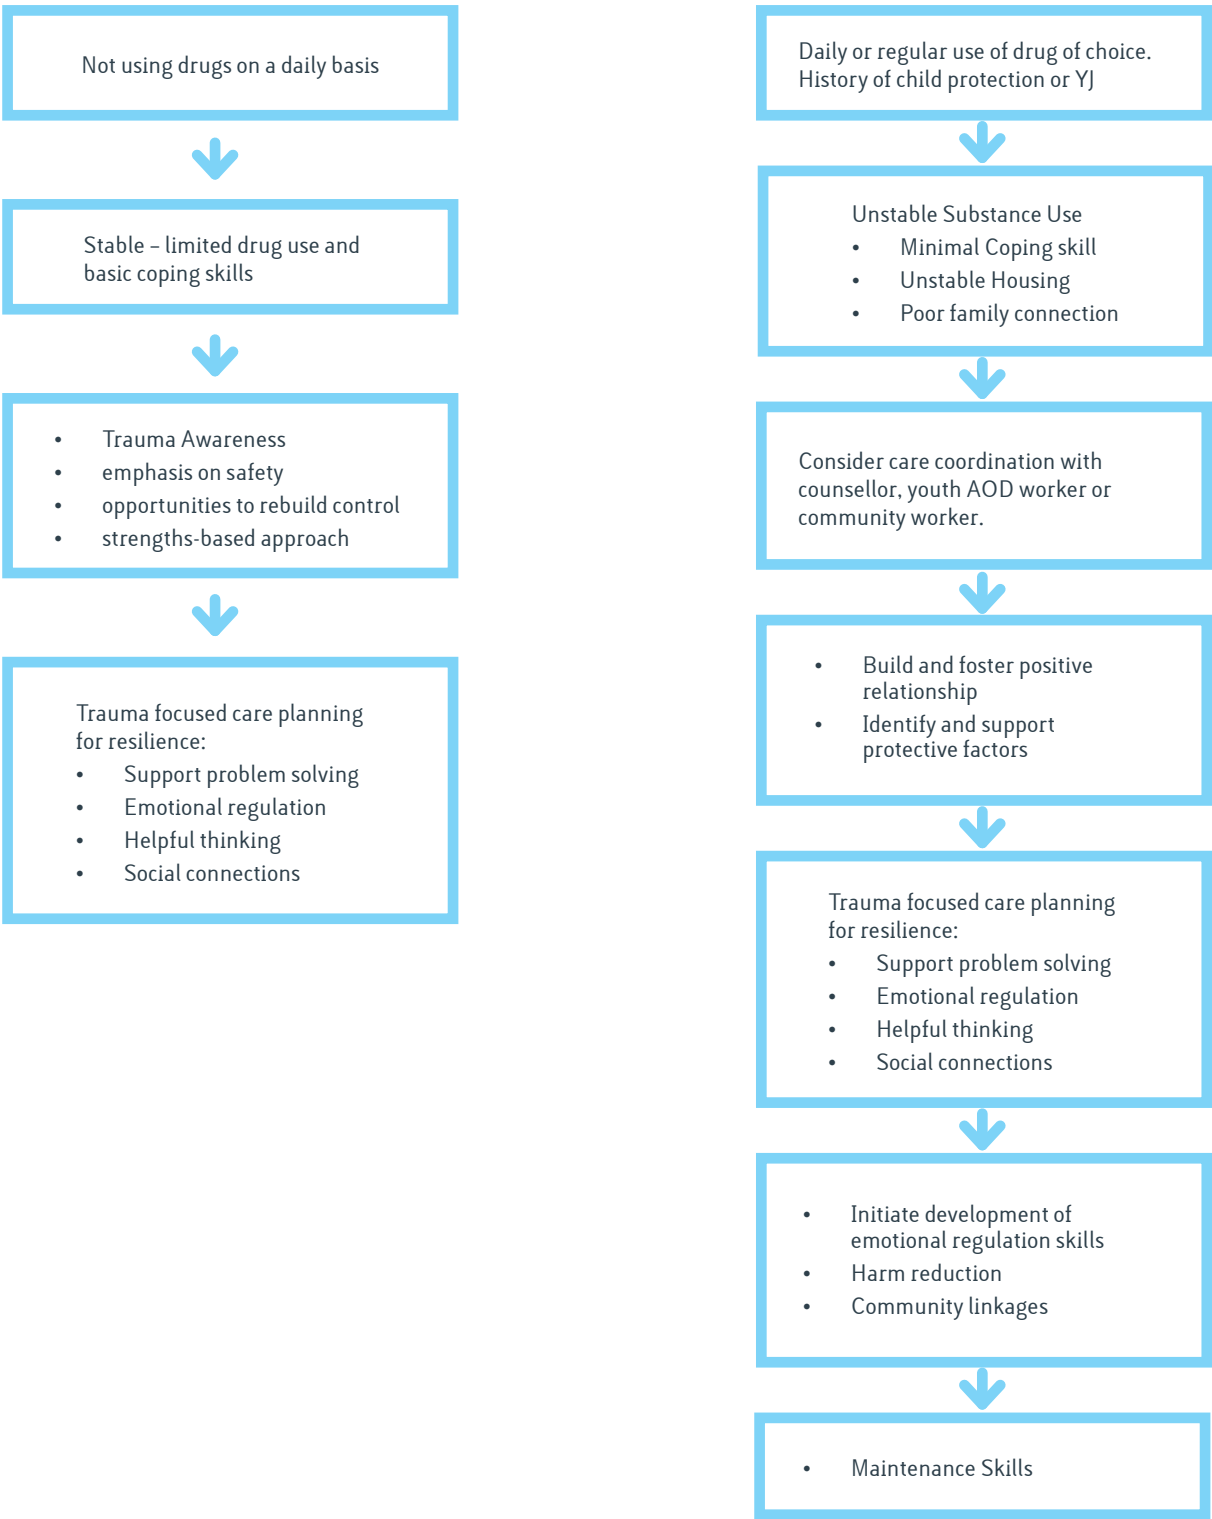 Not using drugs on a daily basis
Stable – limited drug use and
basic coping skills
• Trauma Awareness
• emphasis on safety
• opportunities to rebuild control
• strengths-based approach
Trauma focused care planning
for resilience:
• Support problem solving
• Emotional regulation
• Helpful thinking
• Social connections
Daily or regular use of drug of choice.
History of child protection or YJ
Unstable Substance Use
• Minimal Coping skill
• Unstable Housing
• Poor family connection
Consider care coordination with
counsellor, youth AOD worker or
community worker.
• Build and foster positive
relationship
• Identify and support
protective factors
Trauma focused care planning
for resilience:
• Support problem solving
• Emotional regulation
• Helpful thinking
• Social connections
• Initiate development of
emotional regulation skills
• Harm reduction
• Community linkages
• Maintenance Skills